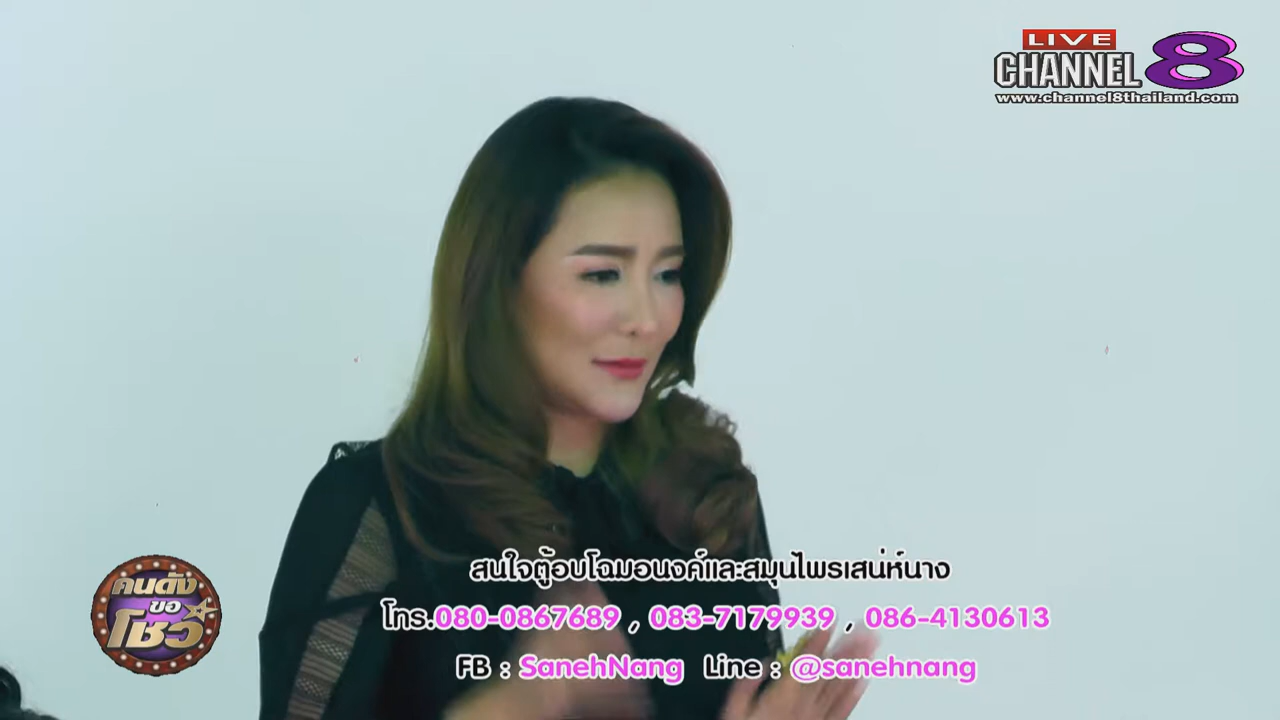 LIVE
CHANNEL 8
www.channel8thailand.com
สนใจตู้อบโฉมอนงค์และสมุนไพรเสน่ห์นาง
โทร.080-0867689 , 083-7179939 , 086-4130613
FB : SanehNang Line : @sanehnang
คนดัง
ขอ
โชว์